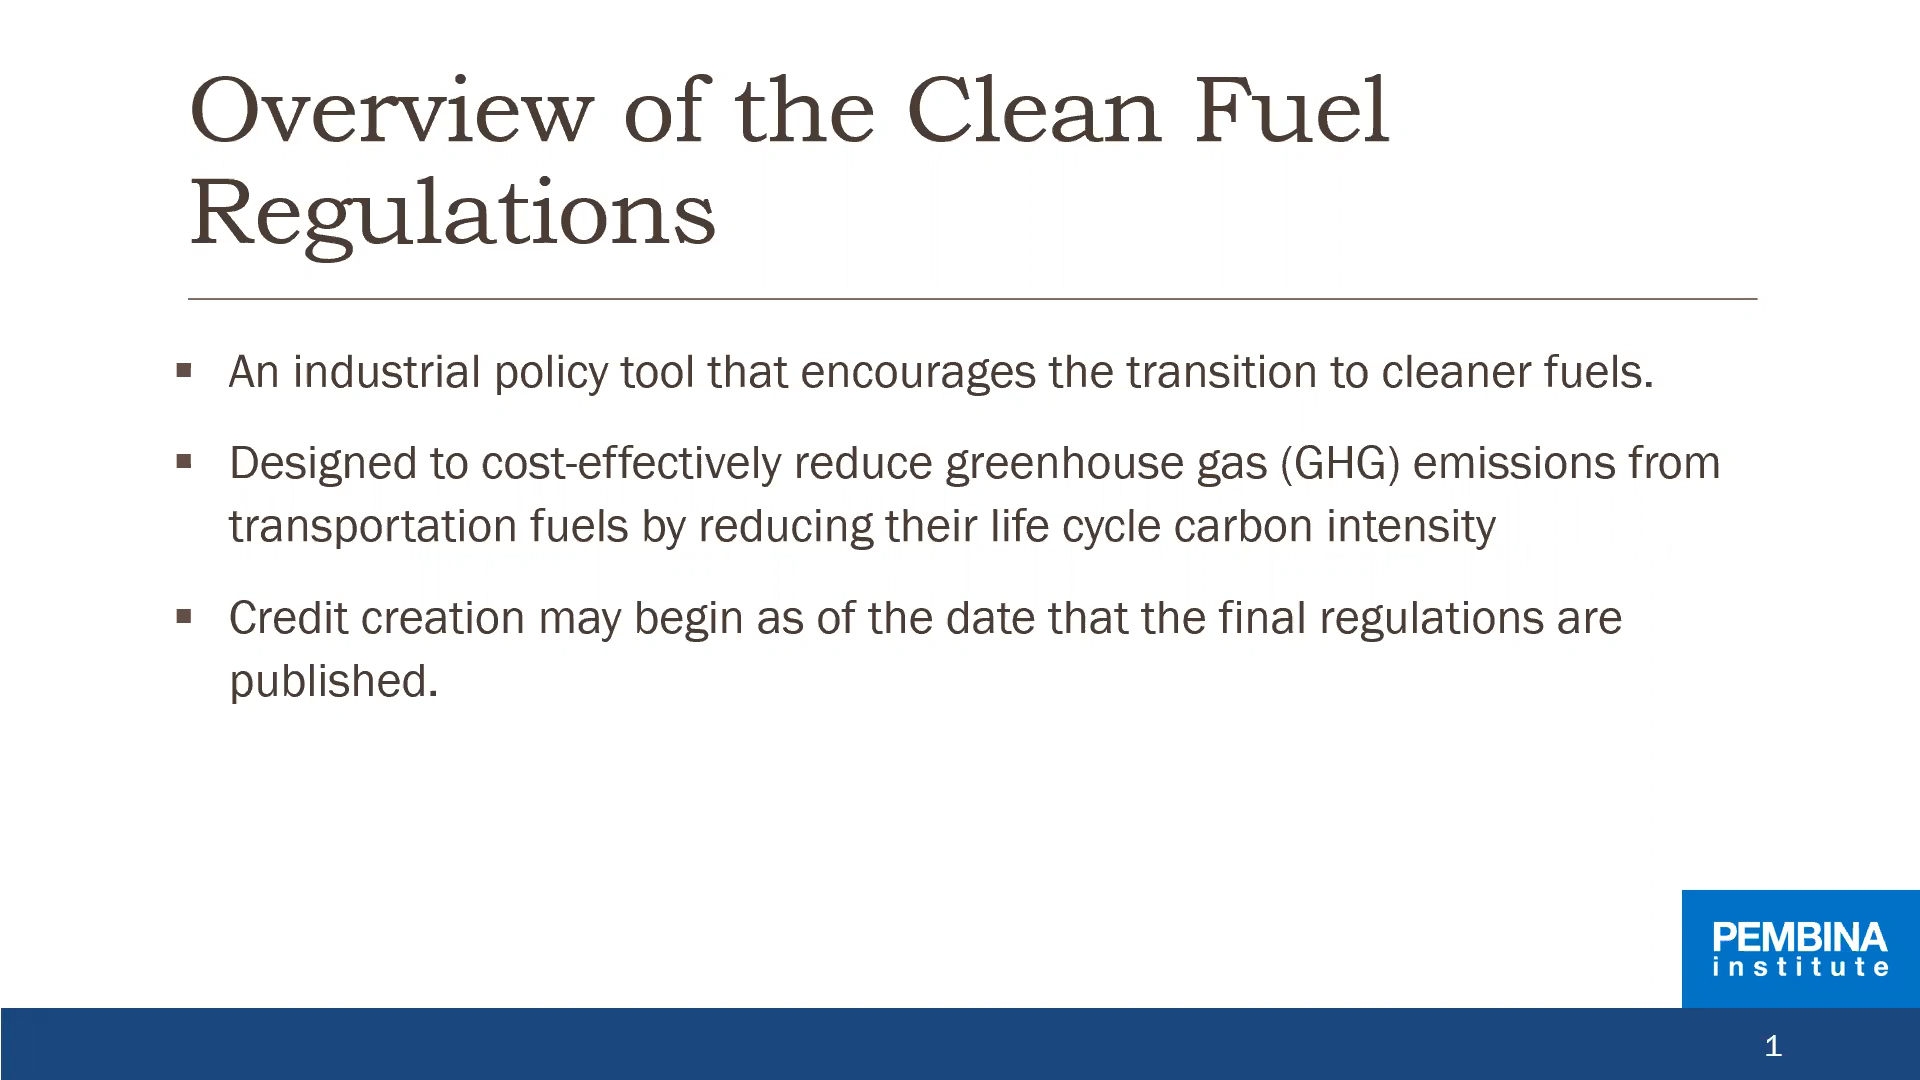 Overview of the Clean Fuel
Regulations
▪ An industrial policy tool that encourages the transition to cleaner fuels.
▪ Designed to cost-effectively reduce greenhouse gas (GHG) emissions from
transportation fuels by reducing their life cycle carbon intensity
▪ Credit creation may begin as of the date that the final regulations are
published.
PEMBINA
institute
1